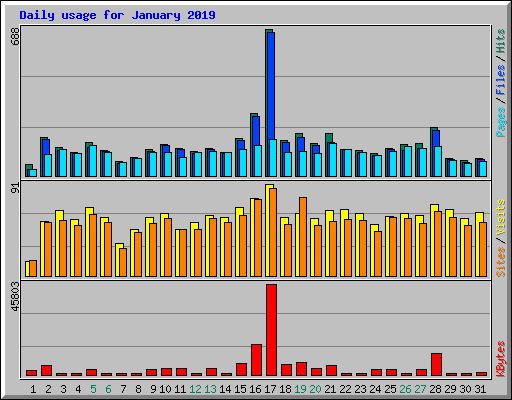 Daily usage for January 2019
688
Pages / Files / Hits
91
Sites / Visits
45803
KBytes
1 2 3 4 5 6 7 8 9 10 11 12 13 14 15 16 17 18 19 20 21 22 23 24 25 26 27 28 29 30 31